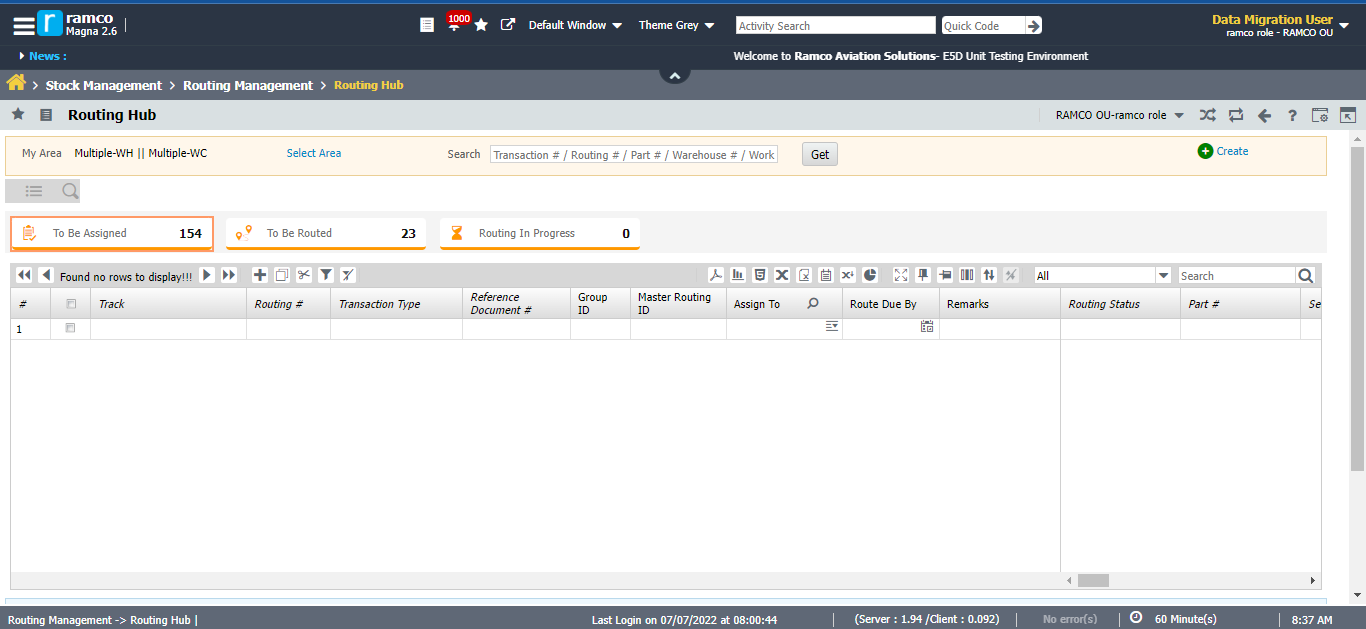 ramco
Magna 2.6
1000
Default Window
Theme Grey
Activity Search
Quick Code
Data Migration User
ramco role - RAMCO OU
News :
Welcome to Ramco Aviation Solutions- E5D Unit Testing Environment
Stock Management > Routing Management > Routing Hub
Routing Hub
RAMCO OU-ramco role
?
My Area Multiple-WH || Multiple-WC
Select Area
Search
Transaction # / Routing # / Part # / Warehouse # / Work
Get
Create
To Be Assigned 154
To Be Routed 23
Routing In Progress 0
Found no rows to display!!!
All
Search
#
Track
Routing #
Transaction Type
Reference
Document #
Group
ID
Master Routing
ID
Assign To
Route Due By
Remarks
Routing Status
Part #
Se
1
Routing Management -> Routing Hub |
Last Login on 07/07/2022 at 08:00:44
(Server : 1.94 /Client : 0.092)
No error(s)
60 Minute(s)
8:37 AM